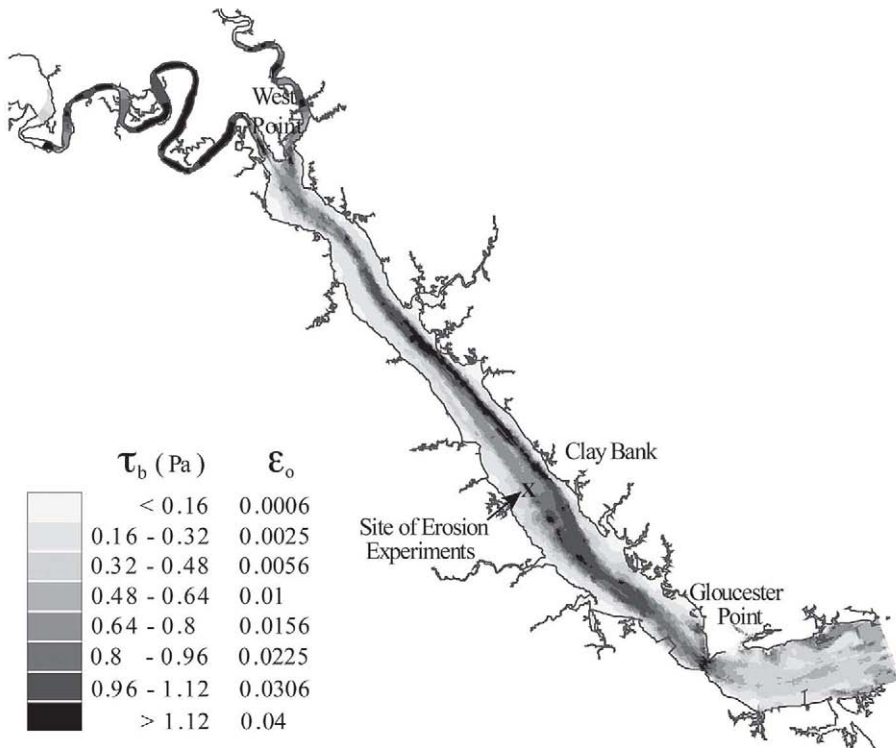 West
Point
Clay Bank
Site of Erosion
Experiments
X
Gloucester
Point
τb (Pa) εo
< 0.16 0.0006
0.16 - 0.32 0.0025
0.32 - 0.48 0.0056
0.48 - 0.64 0.01
0.64 - 0.8 0.0156
0.8 - 0.96 0.0225
0.96 - 1.12 0.0306
> 1.12 0.04